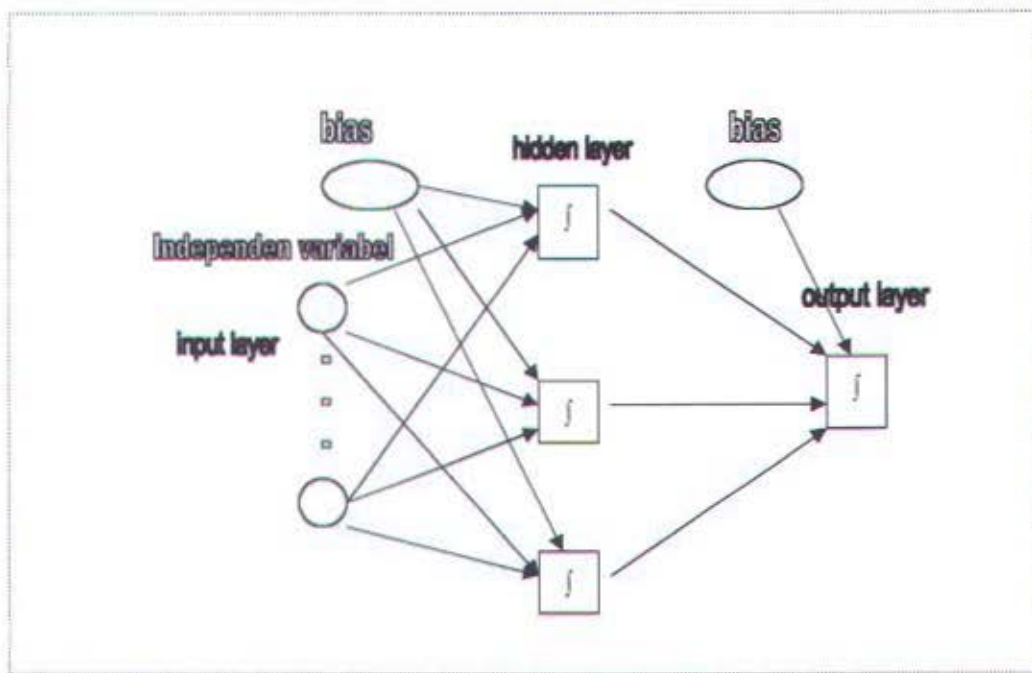 bias
bias
hidden layer
Independen variabel
output layer
input layer
∫
∫
∫
∫